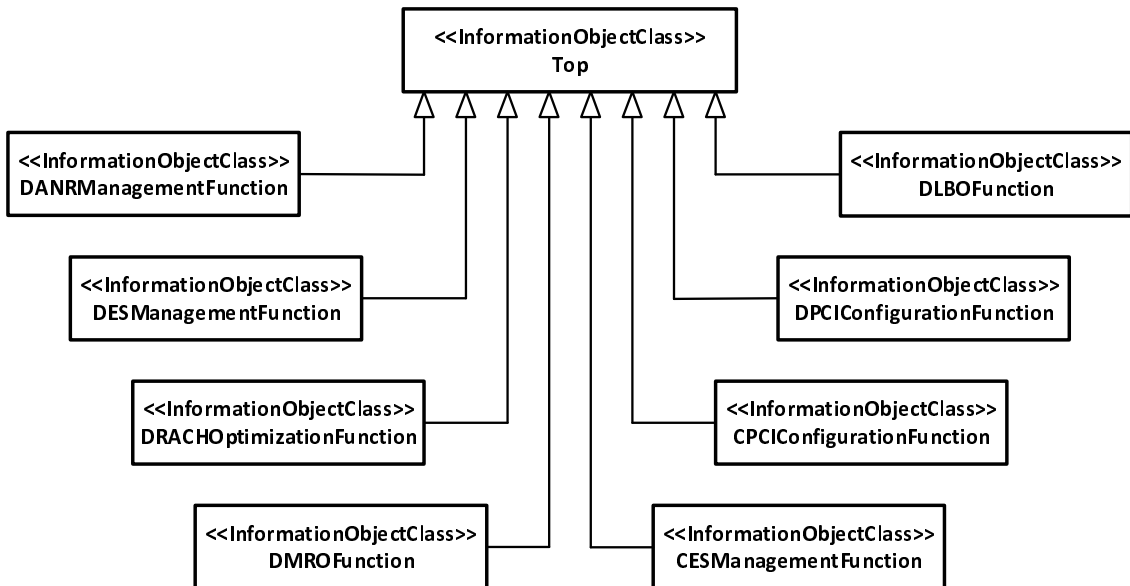 <<InformationObjectClass>>
Top
<<InformationObjectClass>>
DANRManagementFunction
<<InformationObjectClass>>
DLBOFunction
<<InformationObjectClass>>
DESManagementFunction
<<InformationObjectClass>>
DPCIConfigurationFunction
<<InformationObjectClass>>
DRACHOptimizationFunction
<<InformationObjectClass>>
CPCIConfigurationFunction
<<InformationObjectClass>>
DMROFunction
<<InformationObjectClass>>
CESManagementFunction